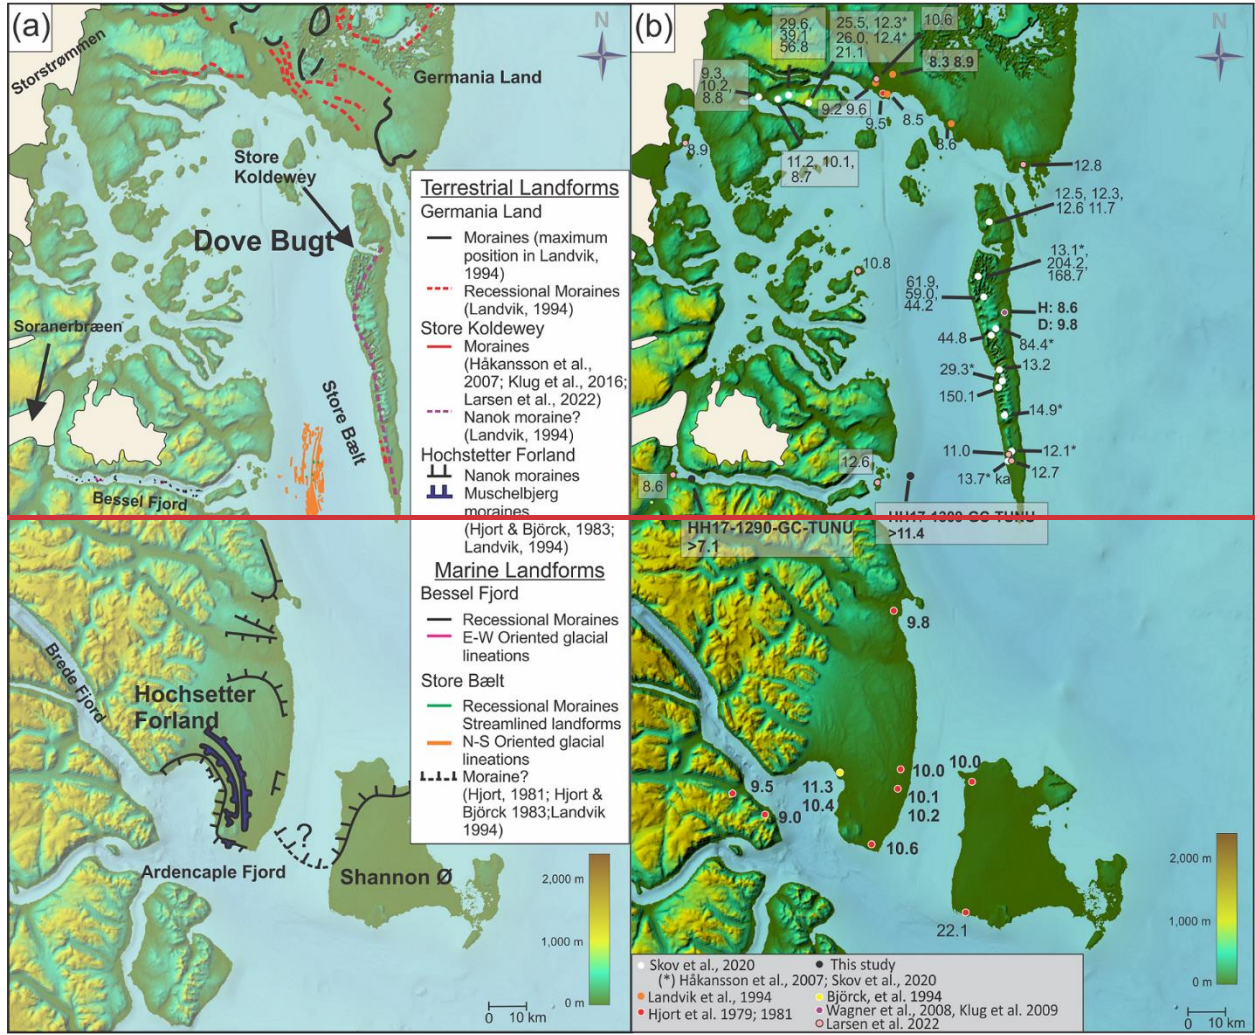 (a)
N
Storstrømmen
Germania Land
Store
Koldewey
Dove Bugt
Soranerbræen
Store Bælt
Bessel Fjord
Brede Fjord
Hochsetter
Forland
?
Ardencaple Fjord
Shannon Ø
Terrestrial Landforms
Germania Land
Moraines (maximum
position in Landvik,
1994)
Recessional Moraines
(Landvik, 1994)
Store Koldewey
Moraines
(Håkansson et al.,
2007; Klug et al., 2016;
Larsen et al., 2022)
Nanok moraine?
(Landvik, 1994)
Hochstetter Forland
Nanok moraines
Muschelbjerg
moraines
(Hjort & Björck, 1983;
Landvik, 1994)
Marine Landforms
Bessel Fjord
Recessional Moraines
E-W Oriented glacial
lineations
Store Bælt
Recessional Moraines
Streamlined landforms
N-S Oriented glacial
lineations
Moraine?
(Hjort, 1981; Hjort &
Björck 1983;Landvik
1994)
2,000 m
1,000 m
0 m
0 10 km
(b)
N
29.6,
39.1
56.8
25.5, 12.3*
26.0, 12.4*
21.1
10.6
8.3 8.9
9.3,
10.2,
8.8
9.2 9.6
9.5
8.5
8.6
8.9
11.2, 10.1,
8.7
12.8
12.5, 12.3,
12.6 11.7
13.1*
204.2,
168.7
10.8
61.9,
59.0,
44.2
H: 8.6
D: 9.8
44.8
84.4*
29.3*
13.2
150.1
14.9*
11.0
12.1*
13.7* ka
12.7
12.6
8.6
HH17-1290-GC-TUNU
>7.1
>11.4
9.8
10.0
10.0
11.3
10.4
10.1
10.2
9.5
9.0
10.6
22.1
2,000 m
1,000 m
0 m
0 10 km
Skov et al., 2020
(*) Håkansson et al., 2007; Skov et al., 2020
Landvik et al., 1994
Hjort et al. 1979; 1981
This study
Björck, et al. 1994
Wagner et al., 2008, Klug et al. 2009
Larsen et al. 2022